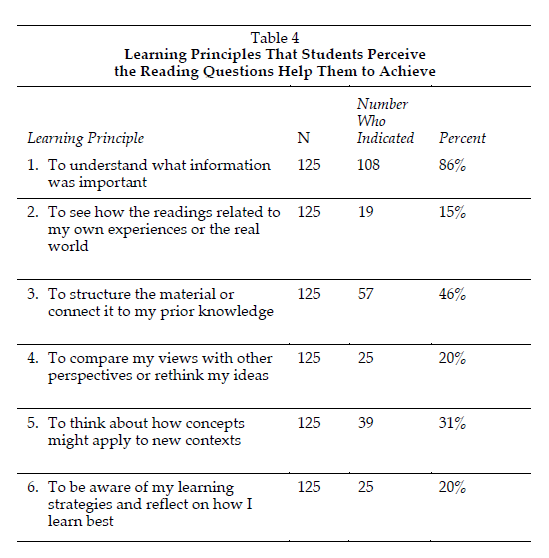 Table 4
Learning Principles That Students Perceive
the Reading Questions Help Them to Achieve
Number
Who
Learning Principle N Indicated Percent
1. To understand what information 125 108 86%
was important
2. To see how the readings related to 125 19 15%
my own experiences or the real
world
3. To structure the material or 125 57 46%
connect it to my prior knowledge
4. To compare my views with other 125 25 20%
perspectives or rethink my ideas
5. To think about how concepts 125 39 31%
might apply to new contexts
6. To be aware of my learning 125 25 20%
strategies and reflect on how I
learn best